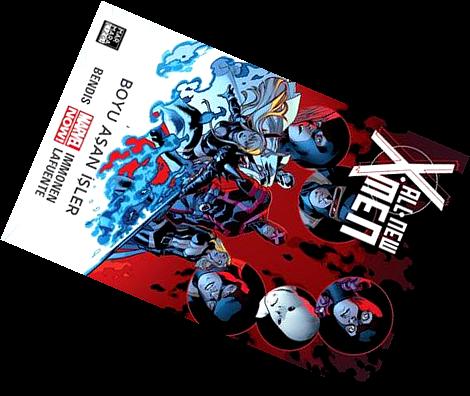 ALL-NEW
X-MEN
BOYU AŞAN İŞLER
BENDIS
MARVEL
NOW!
IMMONEN
LAFUENTE